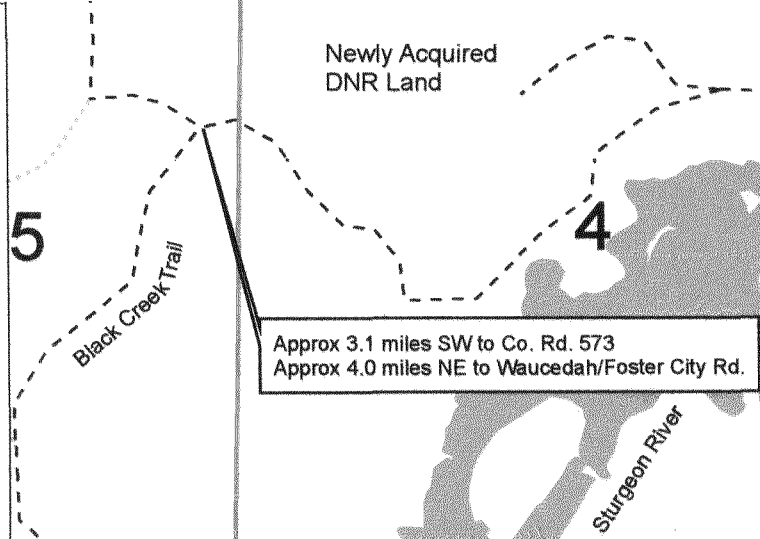 Newly Acquired
DNR Land
5
4
Black Creek Trail
Approx 3.1 miles SW to Co. Rd. 573
Approx 4.0 miles NE to Waucedah/Foster City Rd.
Sturgeon River